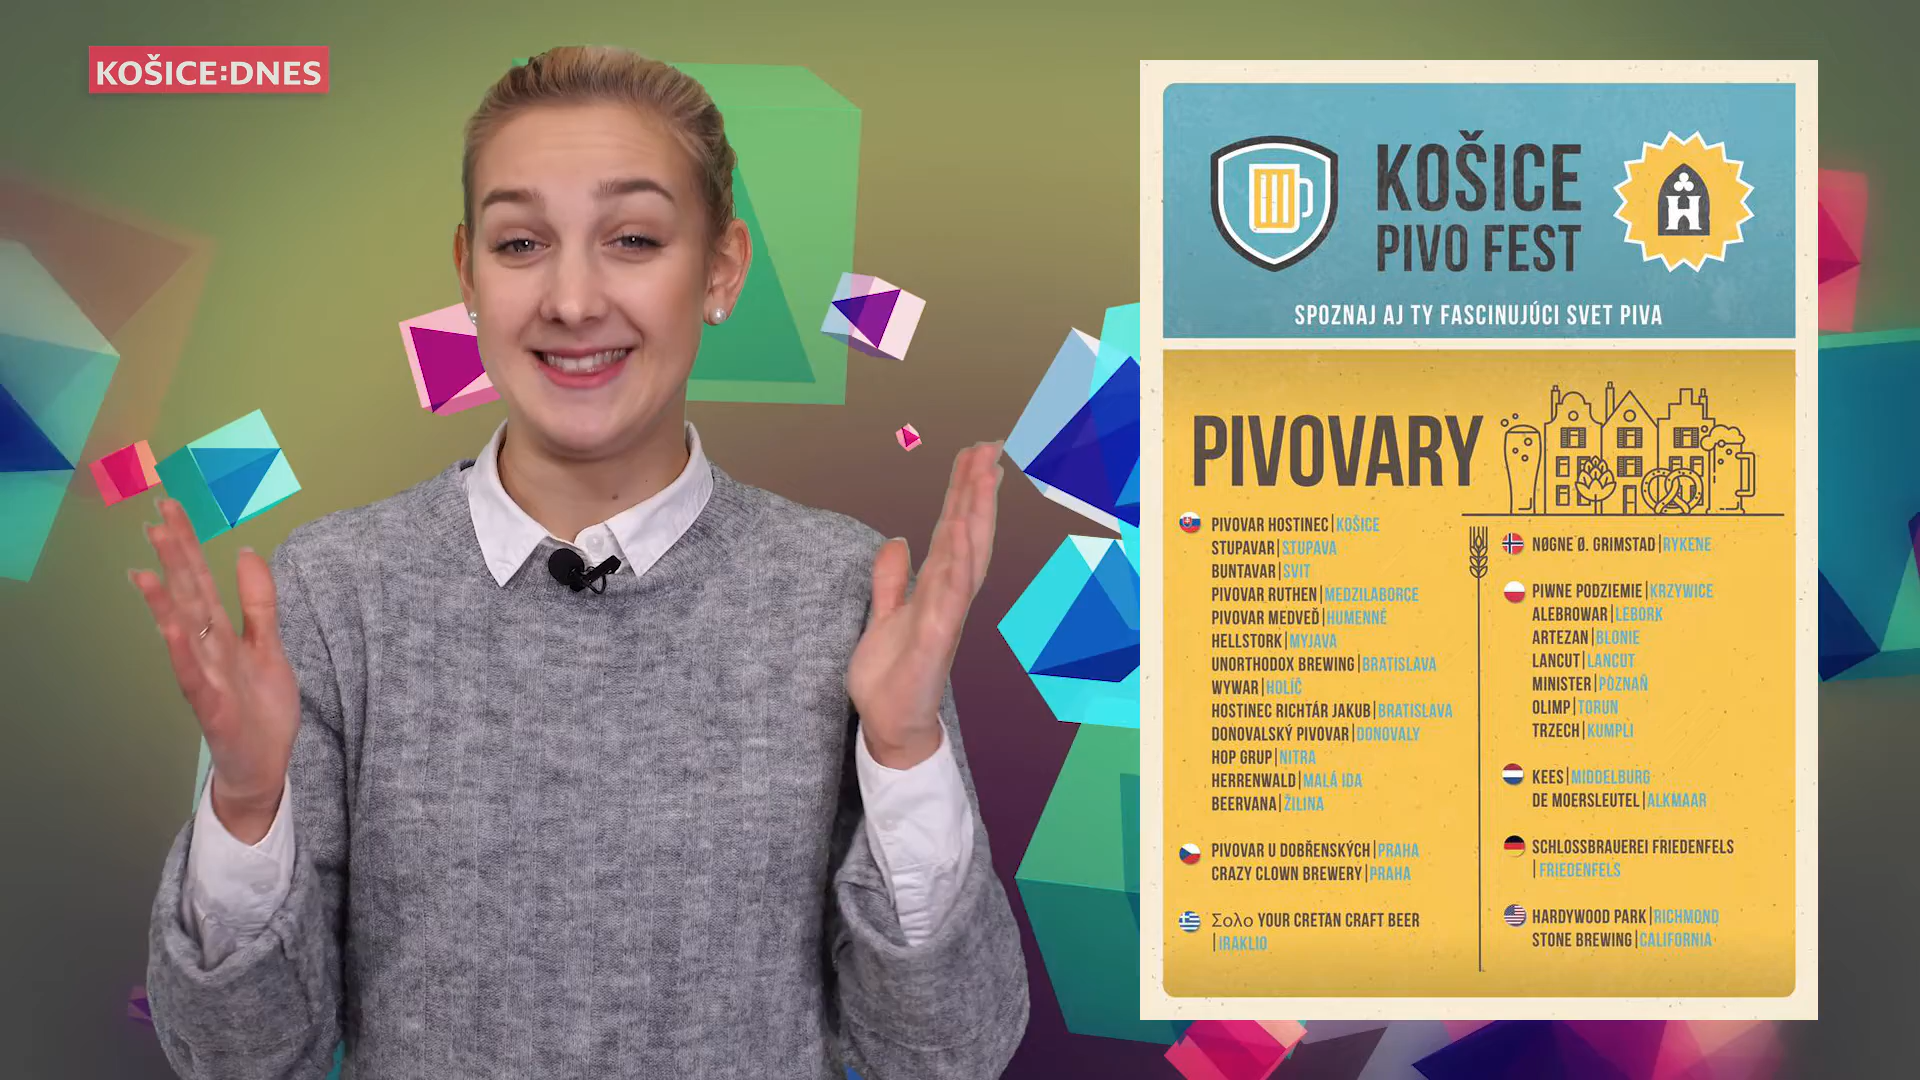 KOŠICE:DNES
KOŠICE
PIVO FEST
H
SPOZNAJ AJ TY FASCINUJÚCI SVET PIVA
PIVOVARY
PIVOVAR HOSTINEC|KOŠICE
STUPAVAR|STUPAVA
BUNTAVAR|SVIT
PIVOVAR RUTHEN|MEDZILABORCE
PIVOVAR MEDVEĎ|HUMENNÉ
HELLSTORK|MYJAVA
UNORTHODOX BREWING|BRATISLAVA
WYWAR|HOLÍČ
HOSTINEC RICHTÁR JAKUB|BRATISLAVA
DONOVALSKÝ PIVOVAR|DONOVALY
HOP GRUP|NITRA
HERRENWALD|MALÁ IDA
BEERVANA|ŽILINA
PIVOVAR U DOBŘENSKÝCH|PRAHA
CRAZY CLOWN BREWERY|PRAHA
Σολο YOUR CRETAN CRAFT BEER
|IRAKLIO
NØGNE Ø. GRIMSTAD|RYKENE
PIWNE PODZIEMIE|KRZYWICE
ALEBROWAR|LEBORK
ARTEZAN|BLONIE
LANCUT|LANCUT
MINISTER|POZNAŇ
OLIMP|TORUN
TRZECH|KUMPLI
KEES|MIDDELBURG
DE MOERSLEUTEL|ALKMAAR
SCHLOSSBRAUEREI FRIEDENFELS
|FRIEDENFELS
HARDYWOOD PARK|RICHMOND
STONE BREWING|CALIFORNIA